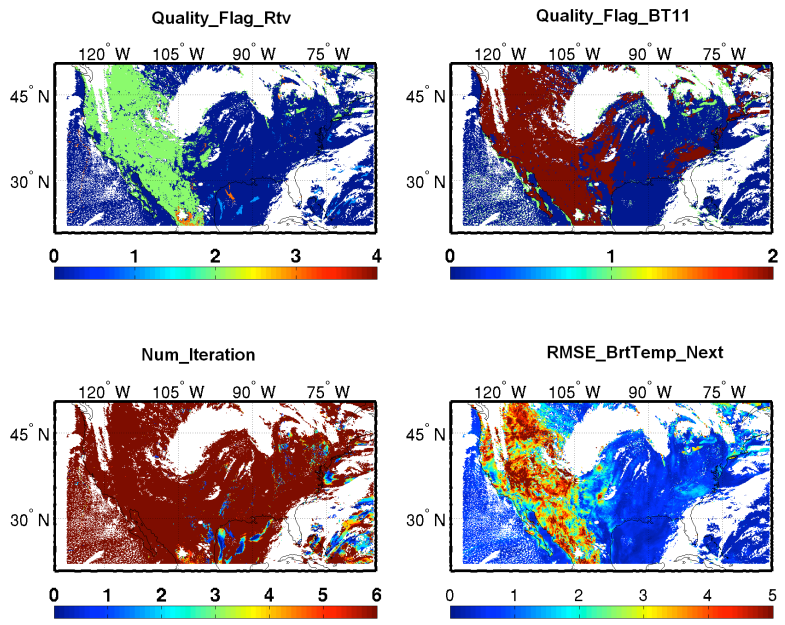 Quality_Flag_Rtv
120° W 105° W 90° W 75° W
45° N
30° N
0 1 2 3 4
Quality_Flag_BT11
120° W 105° W 90° W 75° W
45° N
30° N
0 1 2
Num_Iteration
120° W 105° W 90° W 75° W
45° N
30° N
0 1 2 3 4 5 6
RMSE_BrtTemp_Next
120° W 105° W 90° W 75° W
45° N
30° N
0 1 2 3 4 5